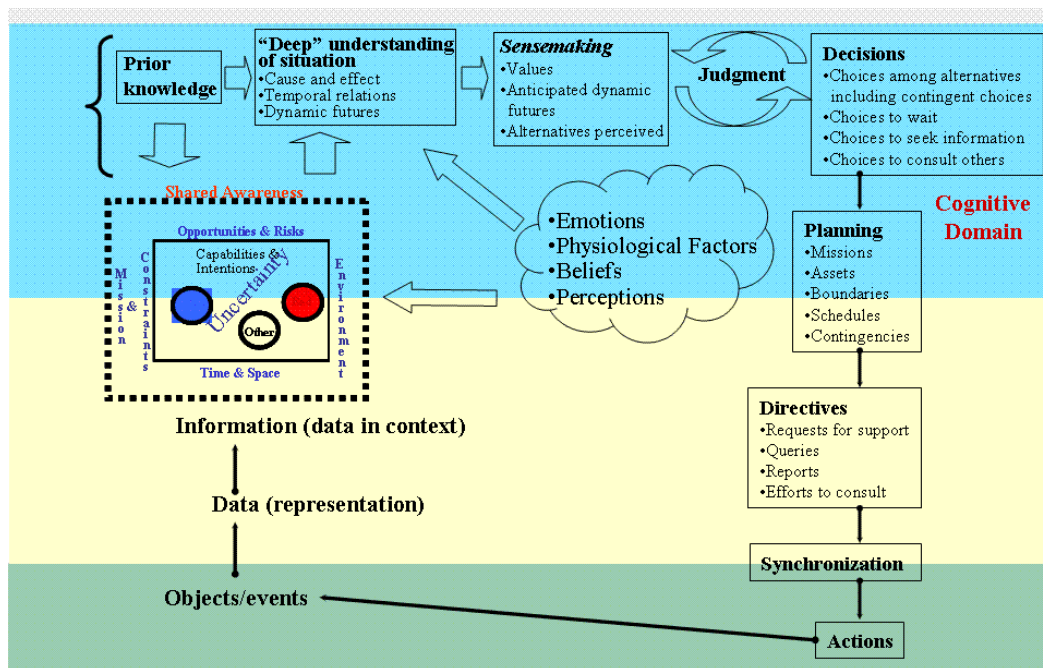 Prior
knowledge
“Deep” understanding
of situation
•Cause and effect
•Temporal relations
•Dynamic futures
Sensemaking
•Values
•Anticipated dynamic
futures
•Alternatives perceived
Judgment
Decisions
•Choices among alternatives
including contingent choices
•Choices to wait
•Choices to seek information
•Choices to consult others
Shared Awareness
Opportunities & Risks
Mission
&
Constraints
Capabilities &
Intentions
Uncertainty
Other
Environment
Time & Space
•Emotions
•Physiological Factors
•Beliefs
•Perceptions
Cognitive
Domain
Planning
•Missions
•Assets
•Boundaries
•Schedules
•Contingencies
Information (data in context)
Directives
•Requests for support
•Queries
•Reports
•Efforts to consult
Data (representation)
Synchronization
Objects/events
Actions